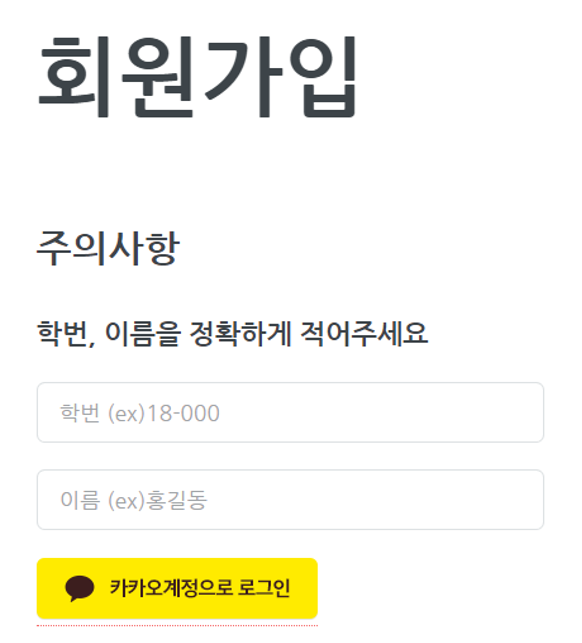 회원가입
주의사항
학번, 이름을 정확하게 적어주세요
학번 (ex)18-000
이름 (ex)홍길동
카카오계정으로 로그인